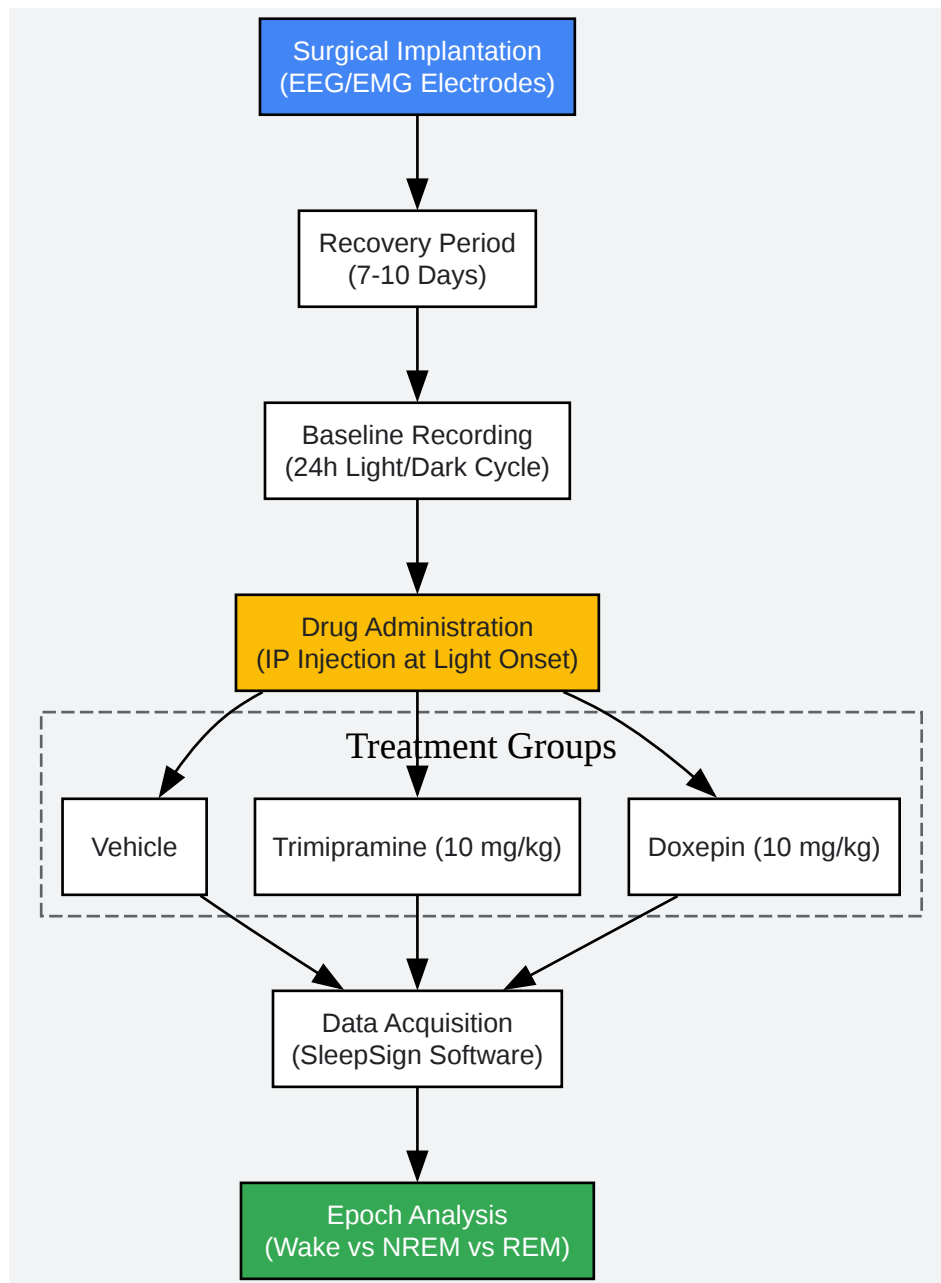 Surgical Implantation
(EEG/EMG Electrodes)
Recovery Period
(7-10 Days)
Baseline Recording
(24h Light/Dark Cycle)
Drug Administration
(IP Injection at Light Onset)
Treatment Groups
Vehicle
Trimipramine (10 mg/kg)
Doxepin (10 mg/kg)
Data Acquisition
(SleepSign Software)
Epoch Analysis
(Wake vs NREM vs REM)